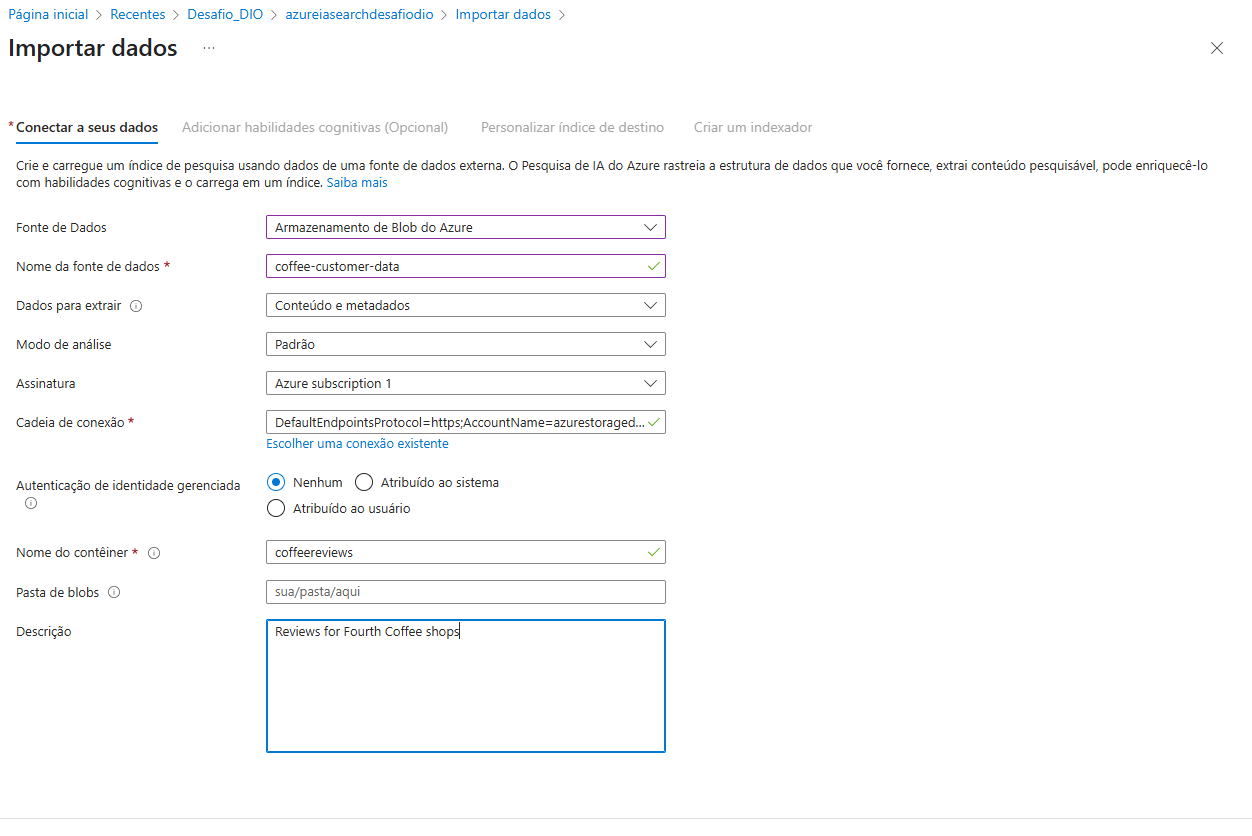 Página inicial > Recentes > Desafio_DIO > azureiasearchdesafiodio > Importar dados >
Importar dados ...
* Conectar a seus dados Adicionar habilidades cognitivas (Opcional) Personalizar índice de destino Criar um indexador
Crie e carregue um índice de pesquisa usando dados de uma fonte de dados externa. O Pesquisa de IA do Azure rastreia a estrutura de dados que você fornece, extrai conteúdo pesquisável, pode enriquecê-lo
com habilidades cognitivas e o carrega em um índice. Saiba mais
Fonte de Dados Armazenamento de Blob do Azure
Nome da fonte de dados * coffee-customer-data
Dados para extrair Conteúdo e metadados
Modo de análise Padrão
Assinatura Azure subscription 1
Cadeia de conexão * DefaultEndpointsProtocol=https;AccountName=azurestoraged...
Escolher uma conexão existente
Autenticação de identidade gerenciada Nenhum Atribuído ao sistema
Atribuído ao usuário
Nome do contêiner * coffeereviews
Pasta de blobs sua/pasta/aqui
Descrição Reviews for Fourth Coffee shops